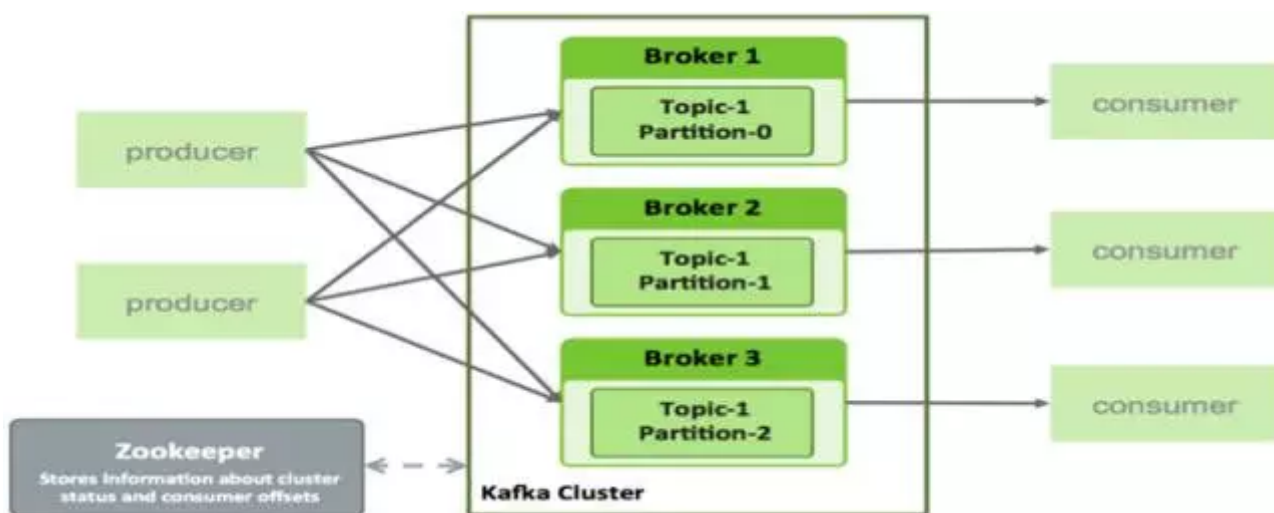 producer
producer
Zookeeper
Stores Information about cluster
status and consumer offsets
Broker 1
Topic-1
Partition-0
Broker 2
Topic-1
Partition-1
Broker 3
Topic-1
Partition-2
Kafka Cluster
consumer
consumer
consumer